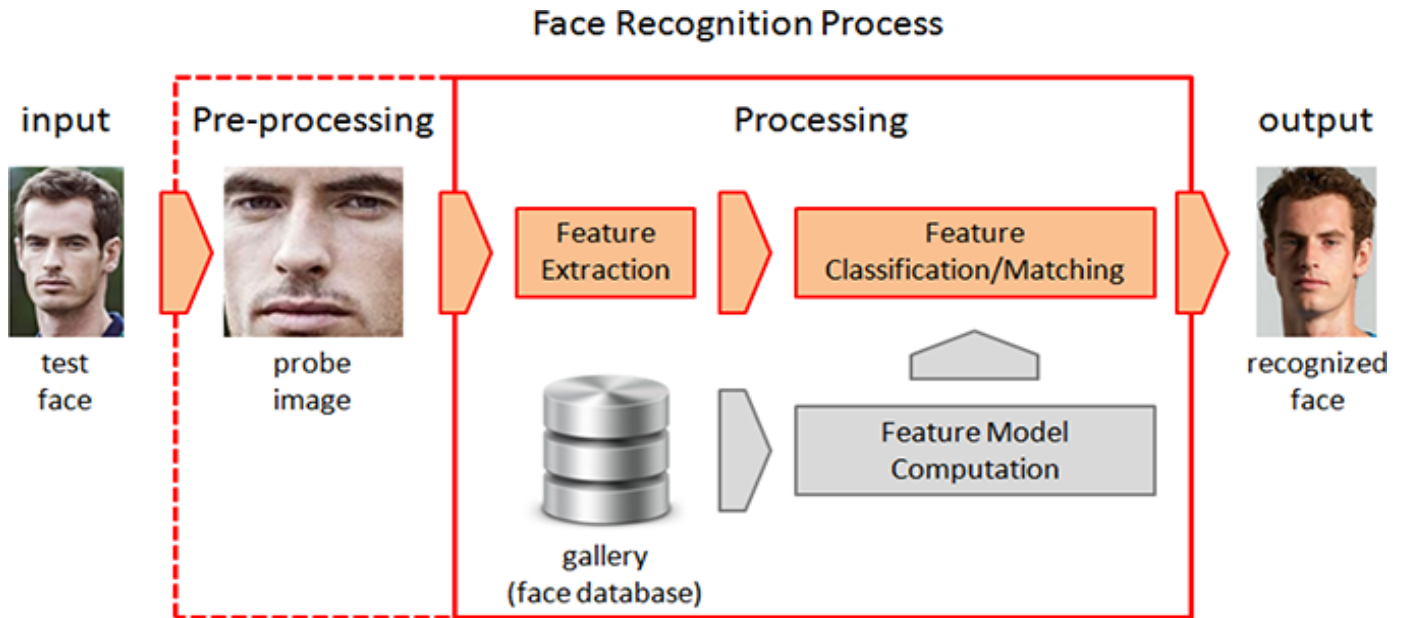 Face Recognition Process
input
Pre-processing
Processing
output
Feature
Extraction
Feature
Classification/Matching
test
face
probe
image
recognized
face
Feature Model
Computation
gallery
(face database)